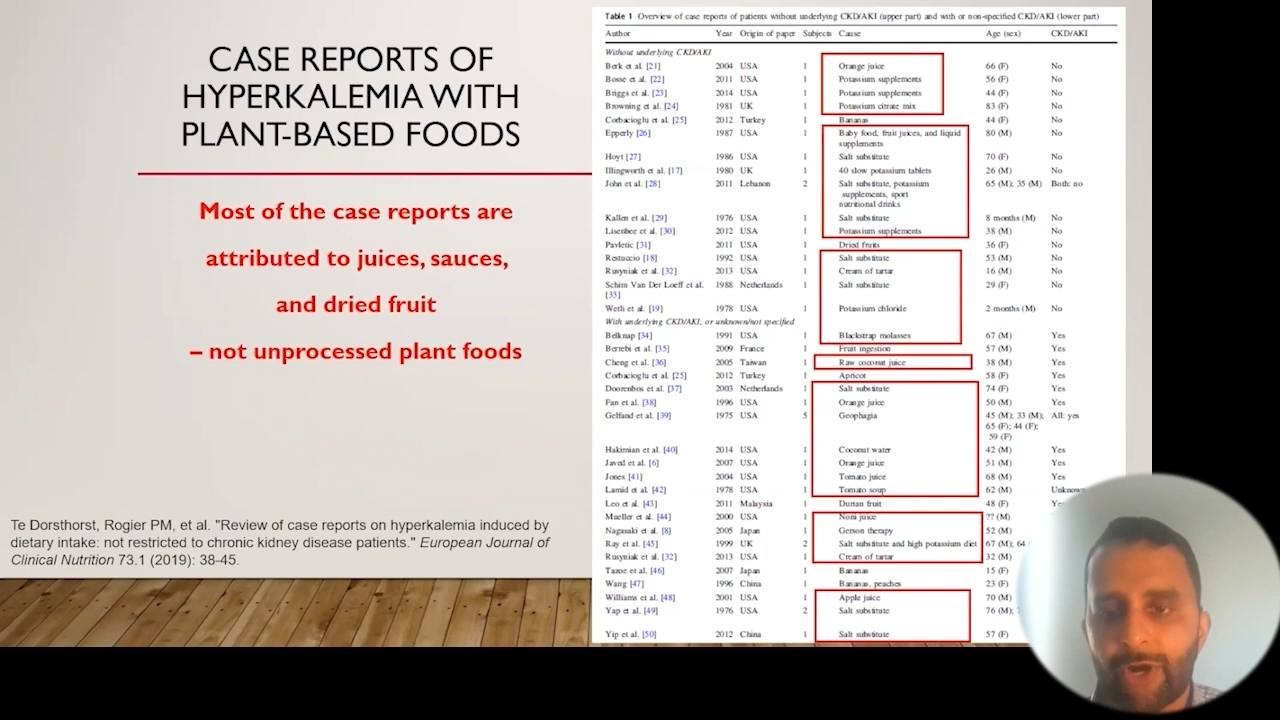 CASE REPORTS OF
HYPERKALEMIA WITH
PLANT-BASED FOODS
Most of the case reports are
attributed to juices, sauces,
and dried fruit
– not unprocessed plant foods
Te Dorsthorst, Rogier PM, et al. "Review of case reports on hyperkalemia induced by
dietary intake: not restricted to chronic kidney disease patients." European Journal of
Clinical Nutrition 73.1 (2019): 38-45.
Table 1 Overview of case reports of patients without underlying CKD/AKI (upper part) and with or non-specified CKD/AKI (lower part)
Author Year Origin of paper Subjects Cause Age (sex) CKD/AKI
Without underlying CKD/AKI
Berk et al. [21] 2004 USA 1 Orange juice 66 (F) No
Bosse et al. [22] 2011 USA 1 Potassium supplements 56 (F) No
Briggs et al. [23] 2014 USA 1 Potassium supplements 44 (F) No
Browning et al. [24] 1981 UK 1 Potassium citrate mix 83 (F) No
Corbacioglu et al. [25] 2012 Turkey 1 Bananas 44 (F) No
Epperly [26] 1987 USA 1 Baby food, fruit juices, and liquid 80 (M) No
supplements
Hoyt [27] 1986 USA 1 Salt substitute 70 (F) No
Illingworth et al. [17] 1980 UK 1 40 slow potassium tablets 26 (M) No
John et al. [28] 2011 Lebanon 2 Salt substitute, potassium 65 (M); 35 (M) Both: no
supplements, sport
nutritional drinks
Kallen et al. [29] 1976 USA 1 Salt substitute 8 months (M) No
Lisenbee et al. [30] 2012 USA 1 Potassium supplements 38 (M) No
Pavletic [31] 2011 USA 1 Dried fruits 36 (F) No
Restuccio [18] 1992 USA 1 Salt substitute 53 (M) No
Rusyniak et al. [32] 2013 USA 1 Cream of tartar 16 (M) No
Schim Van Der Loeff et al. 1988 Netherlands 1 Salt substitute 29 (F) No
[33]
Wetli et al. [19] 1978 USA 1 Potassium chloride 2 months (M) No
With underlying CKD/AKI, or unknown/not specified
Belknap [34] 1991 USA 1 Blackstrap molasses 67 (M) Yes
Berrebi et al. [35] 2009 France 1 Fruit ingestion 57 (M) Yes
Cheng et al. [36] 2005 Taiwan 1 Raw coconut juice 38 (M) Yes
Corbacioglu et al. [25] 2012 Turkey 1 Apricot 58 (F) Yes
Doorenbos et al. [37] 2003 Netherlands 1 Salt substitute 74 (F) Yes
Fan et al. [38] 1996 USA 1 Orange juice 50 (M) Yes
Gelfand et al. [39] 1975 USA 5 Geophagia 45 (M); 33 (M); All: yes
65 (F); 44 (F);
59 (F)
Hakimian et al. [40] 2014 USA 1 Coconut water 42 (M) Yes
Javed et al. [6] 2007 USA 1 Orange juice 51 (M) Yes
Jones [41] 2004 USA 1 Tomato juice 68 (M) Yes
Lamid et al. [42] 1978 USA 1 Tomato soup 62 (M) Unknown
Leo et al. [43] 2011 Malaysia 1 Durian fruit 48 (F)
Mueller et al. [44] 2000 USA 1 Noni juice ?? (M)
Nagasaki et al. [8] 2005 Japan 1 Gerson therapy 52 (M)
Ray et al. [45] 1999 UK 2 Salt substitute and high potassium diet 67 (M); 64
Rusyniak et al. [32] 2013 USA 1 Cream of tartar 32 (M)
Tazoe et al. [46] 2007 Japan 1 Bananas 15 (F)
Wang [47] 1996 China 1 Bananas, peaches 23 (F)
Williams et al. [48] 2001 USA 1 Apple juice 70 (M)
Yap et al. [49] 1976 USA 2 Salt substitute 76 (M);
Yip et al. [50] 2012 China 1 Salt substitute 57 (F)